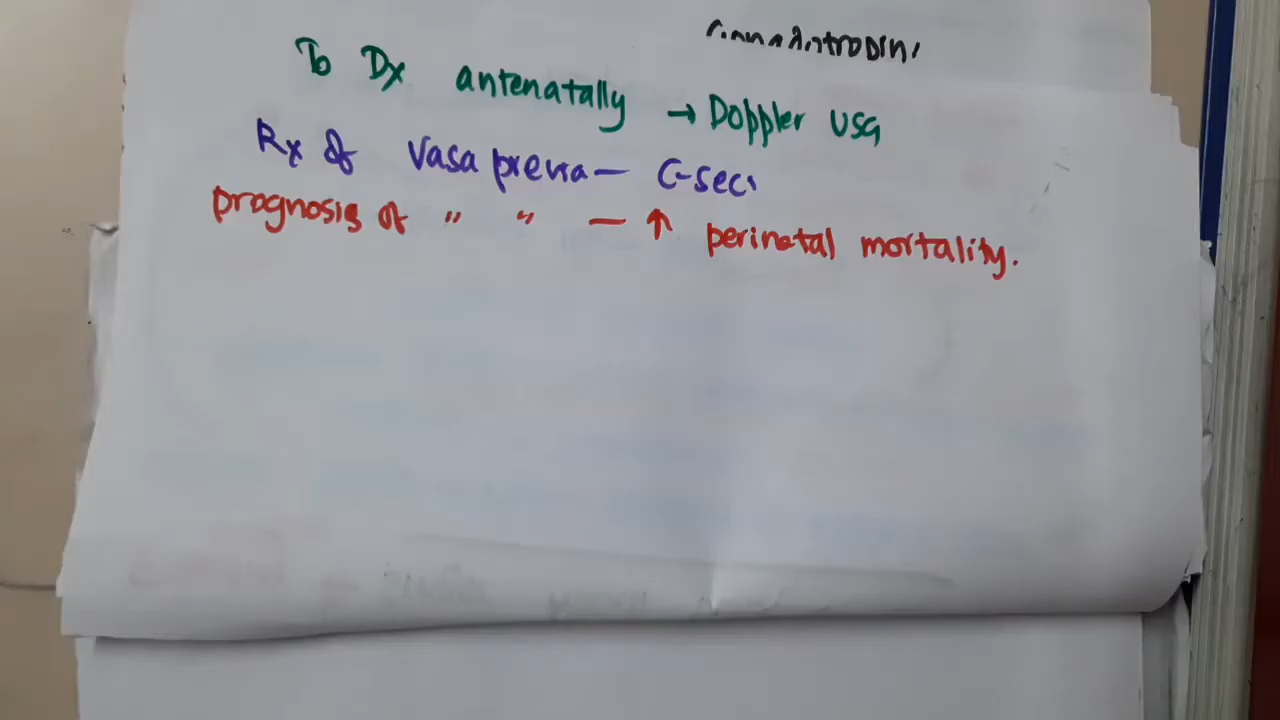 To Dx antenatally → Doppler USG
Rx of Vasa previa — C-sec
prognosis of " " — ↑ perinatal mortality.